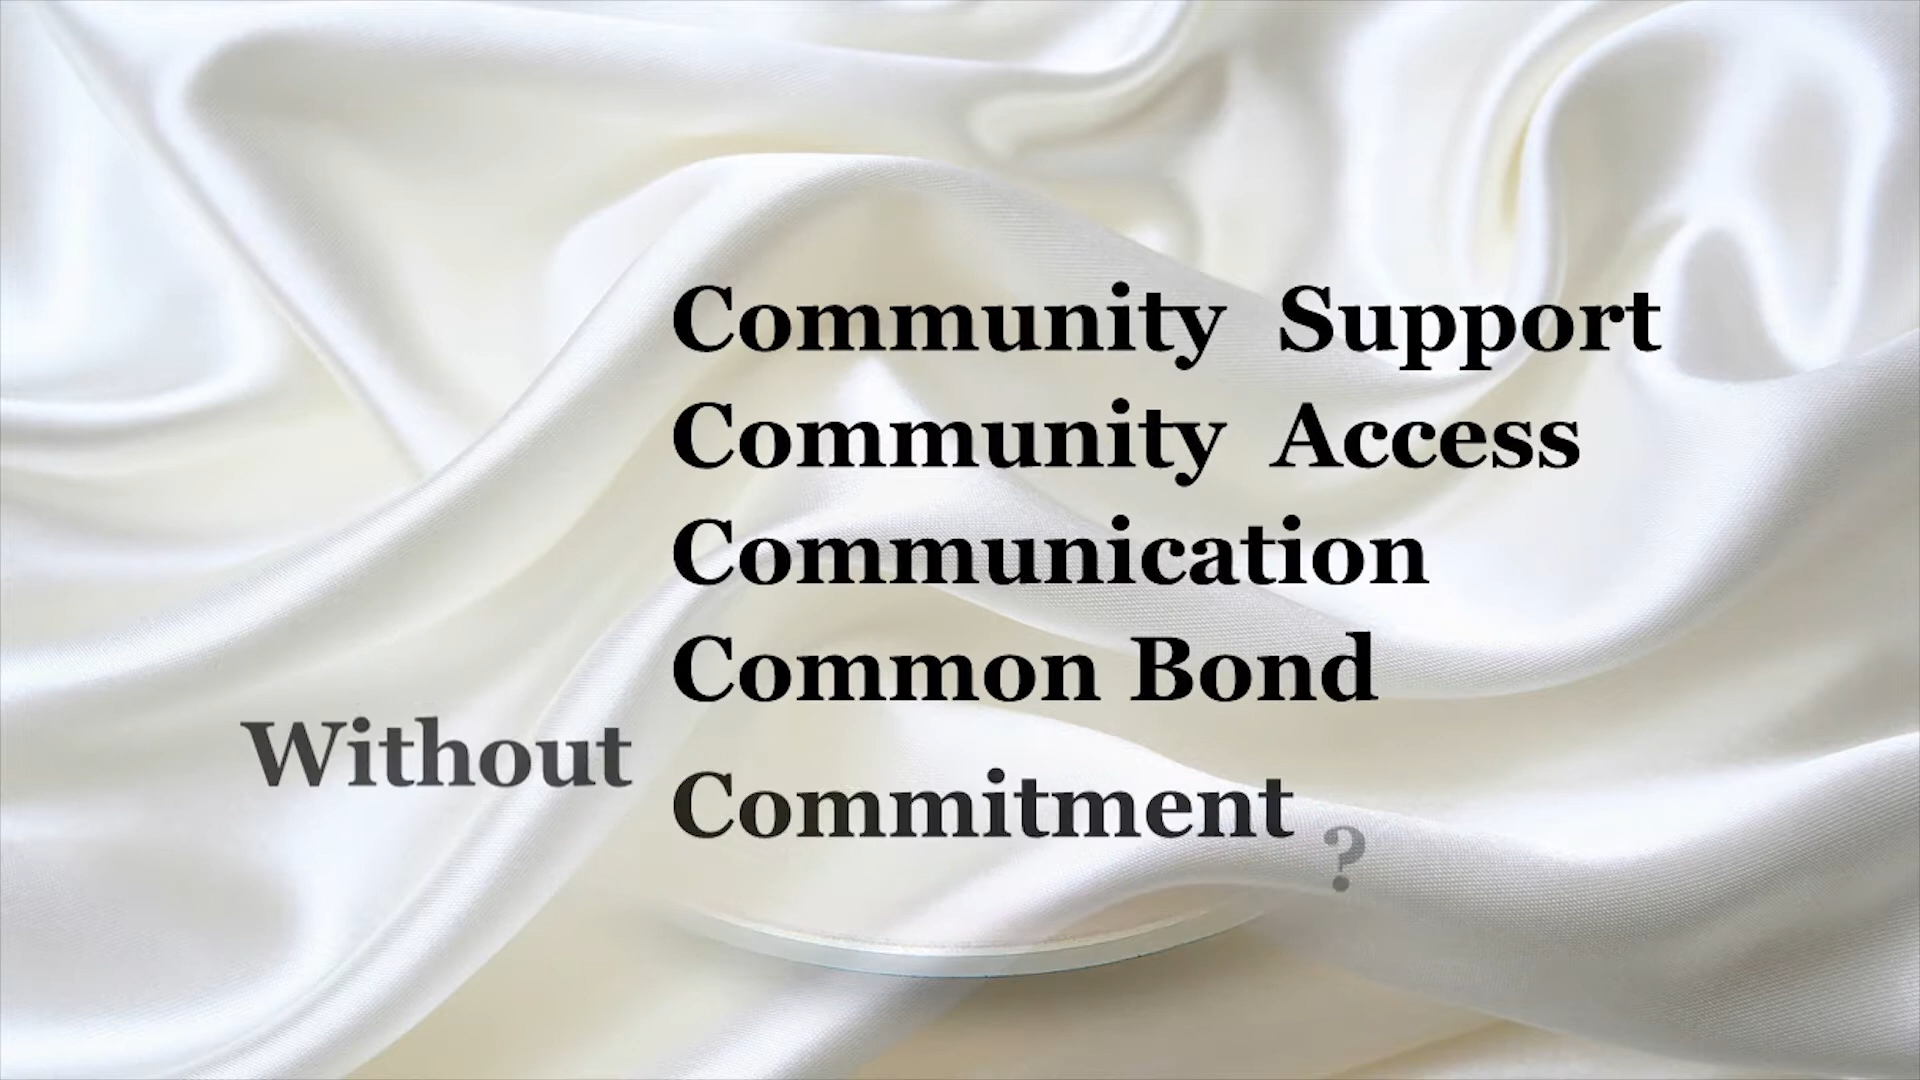 Community Support
Community Access
Communication
Common Bond
Without
Commitment ?